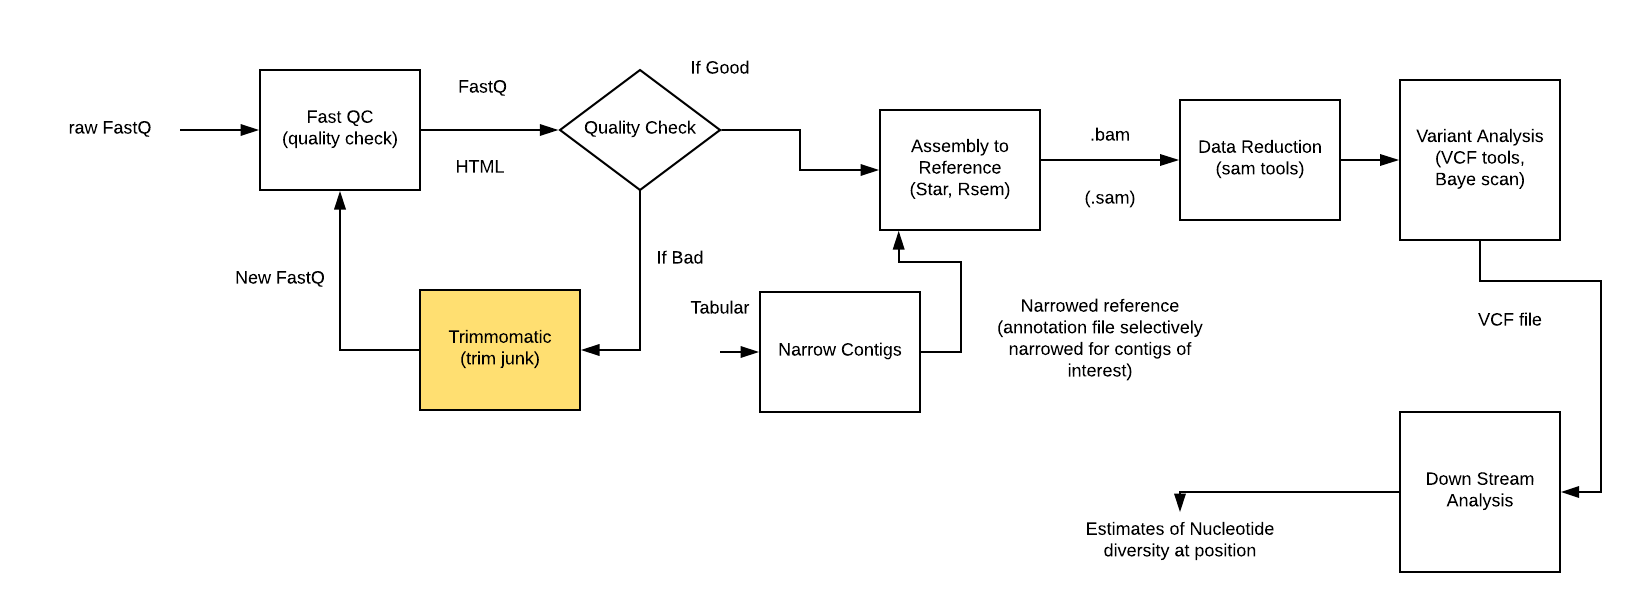 raw FastQ
Fast QC
(quality check)
FastQ
HTML
Quality Check
If Good
If Bad
New FastQ
Trimmomatic
(trim junk)
Tabular
Narrow Contigs
Narrowed reference
(annotation file selectively
narrowed for contigs of
interest)
Assembly to
Reference
(Star, Rsem)
.bam
(.sam)
Data Reduction
(sam tools)
Variant Analysis
(VCF tools,
Baye scan)
VCF file
Down Stream
Analysis
Estimates of Nucleotide
diversity at position